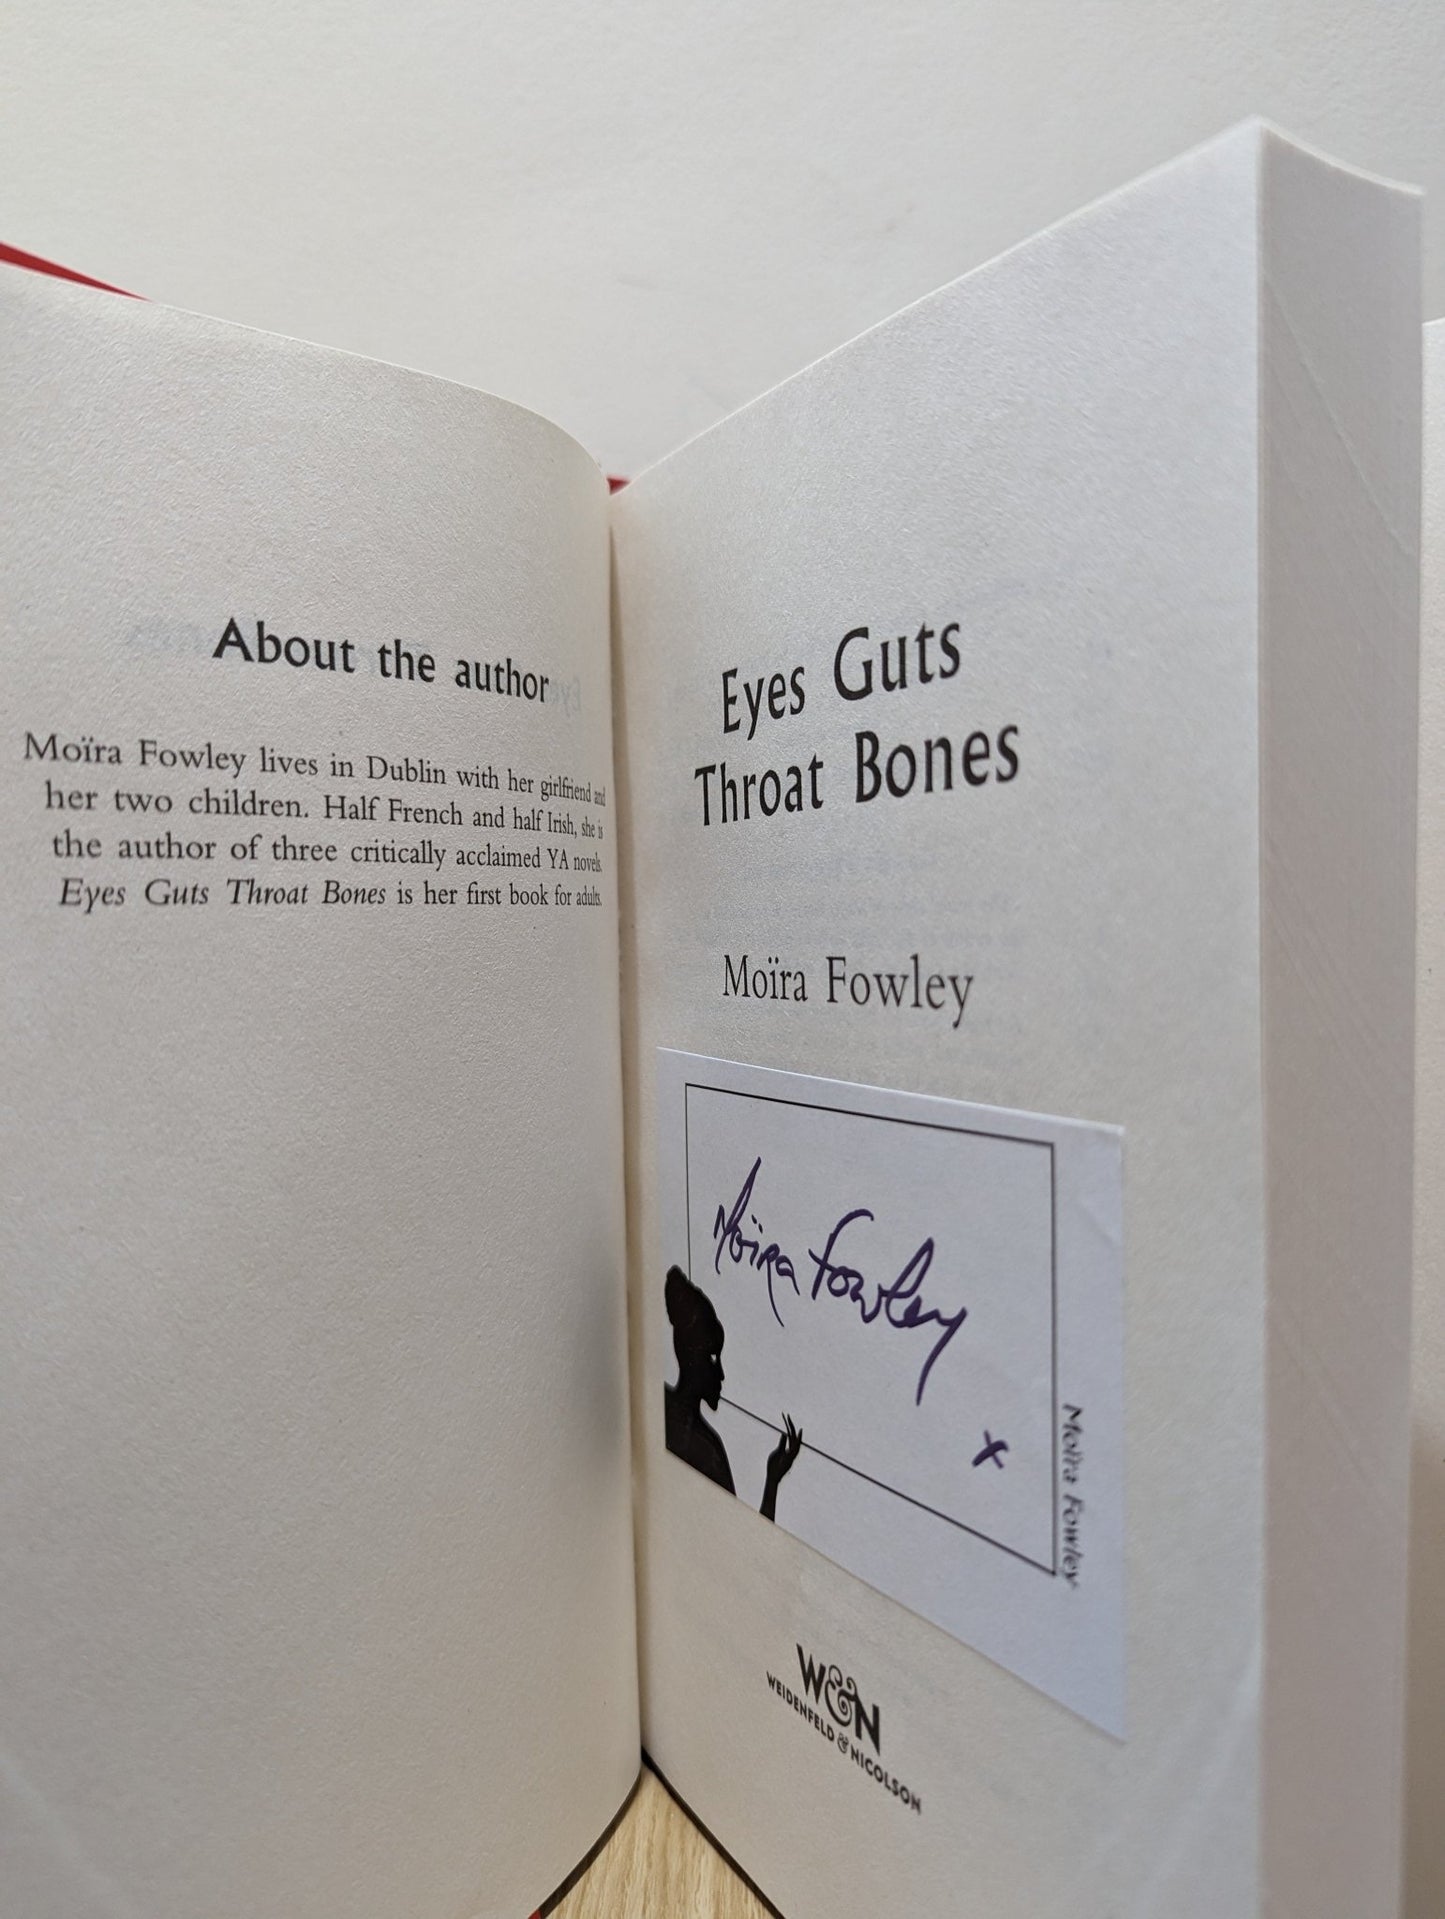 About the author
Moïra Fowley lives in Dublin with her girlfriend and
her two children. Half French and half Irish, she is
the author of three critically acclaimed YA novels.
Eyes Guts Throat Bones is her first book for adults.
Eyes Guts
Throat Bones
Moïra Fowley
Moïra Fowley
x
Moïra Fowley
W&N
WEIDENFELD & NICOLSON